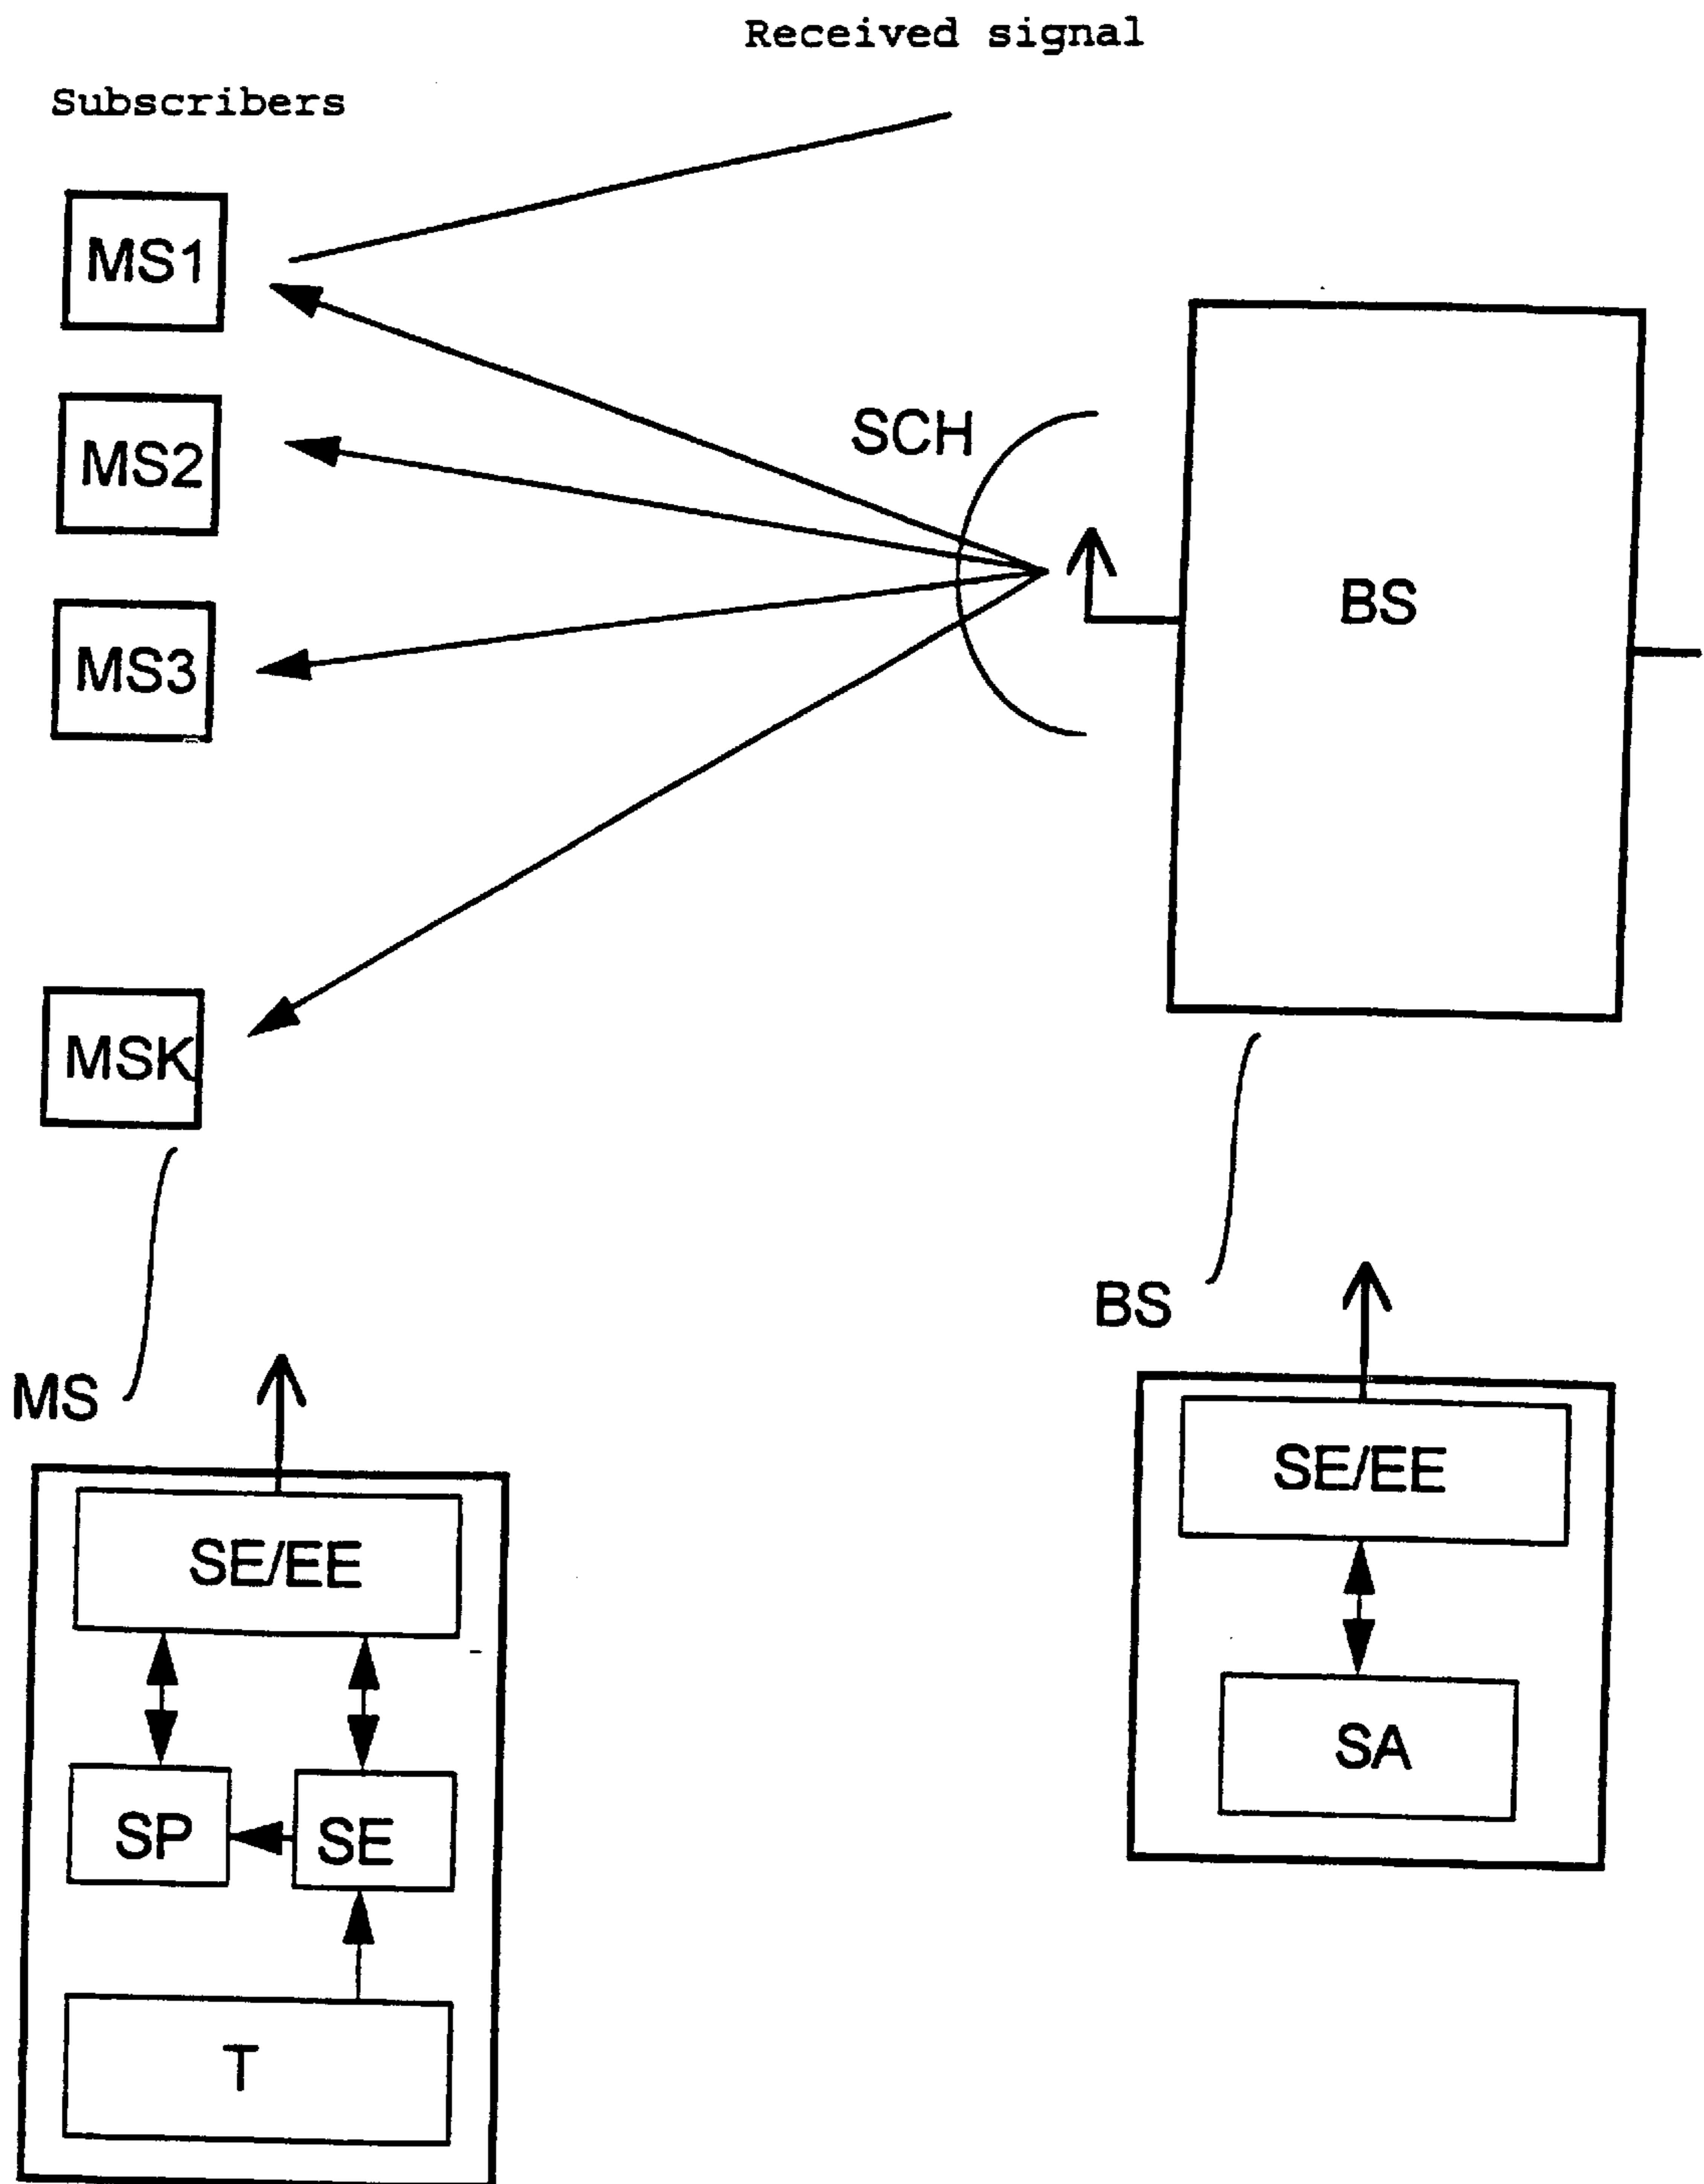 Received signal
Subscribers
MS1
MS2
MS3
MSK
SCH
BS
MS
BS
SE/EE
SP
SE
T
SE/EE
SA